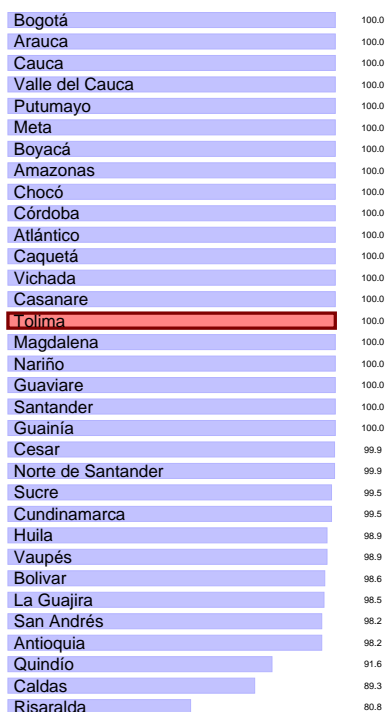 Bogotá 100.0
Arauca 100.0
Cauca 100.0
Valle del Cauca 100.0
Putumayo 100.0
Meta 100.0
Boyacá 100.0
Amazonas 100.0
Chocó 100.0
Córdoba 100.0
Atlántico 100.0
Caquetá 100.0
Vichada 100.0
Casanare 100.0
Tolima 100.0
Magdalena 100.0
Nariño 100.0
Guaviare 100.0
Santander 100.0
Guainía 100.0
Cesar 99.9
Norte de Santander 99.9
Sucre 99.5
Cundinamarca 99.5
Huila 98.9
Vaupés 98.9
Bolivar 98.6
La Guajira 98.5
San Andrés 98.2
Antioquia 98.2
Quindío 91.6
Caldas 89.3
Risaralda 80.8